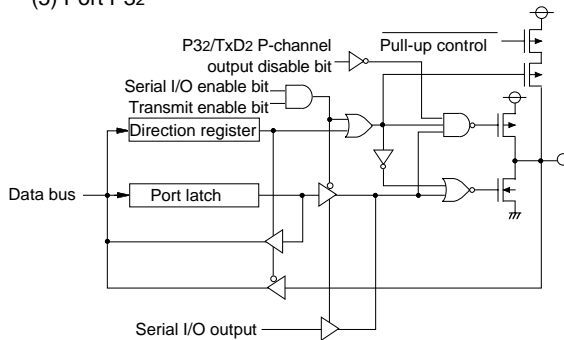 (5) Port P32
P32/TxD2 P-channel
output disable bit
Pull-up control
Serial I/O enable bit
Transmit enable bit
Direction register
Data bus
Port latch
Serial I/O output